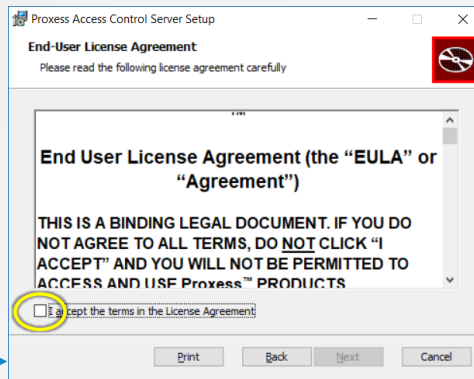 Proxess Access Control Server Setup
End-User License Agreement
Please read the following license agreement carefully
TM
End User License Agreement (the “EULA” or
“Agreement”)
THIS IS A BINDING LEGAL DOCUMENT. IF YOU DO
NOT AGREE TO ALL TERMS, DO NOT CLICK “I
ACCEPT” AND YOU WILL NOT BE PERMITTED TO
ACCESS AND USE Proxess™ PRODUCTS
I accept the terms in the License Agreement
Print Back Next Cancel